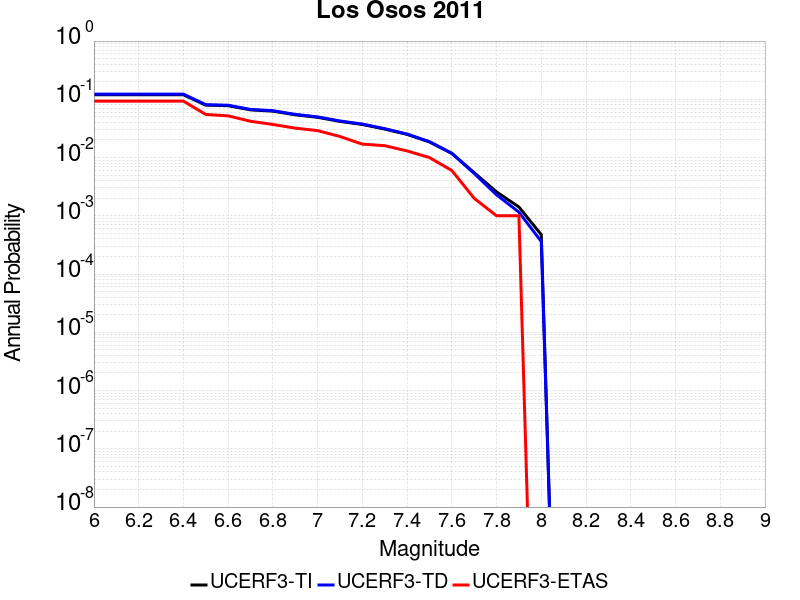 Los Osos 2011
10^0
10^-1
10^-2
10^-3
10^-4
10^-5
10^-6
10^-7
10^-8
Annual Probability
6 6.2 6.4 6.6 6.8 7 7.2 7.4 7.6 7.8 8 8.2 8.4 8.6 8.8 9
Magnitude
UCERF3-TI UCERF3-TD UCERF3-ETAS